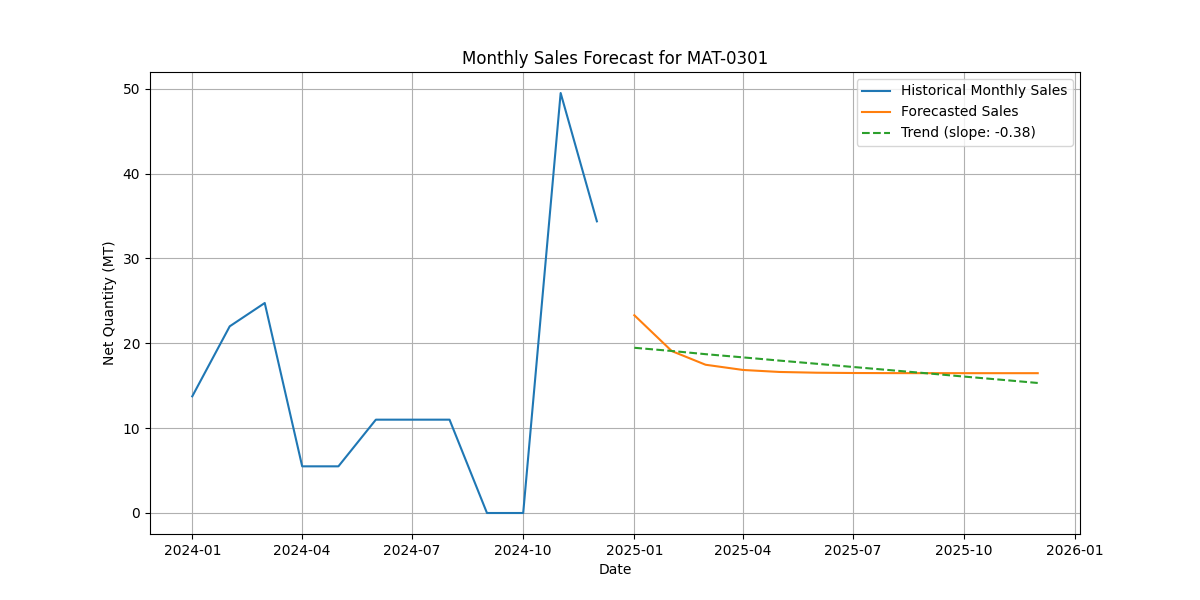 Monthly Sales Forecast for MAT-0301
Historical Monthly Sales
Forecasted Sales
Trend (slope: -0.38)
Net Quantity (MT)
50
40
30
20
10
0
2024-01 2024-04 2024-07 2024-10 2025-01 2025-04 2025-07 2025-10 2026-01
Date